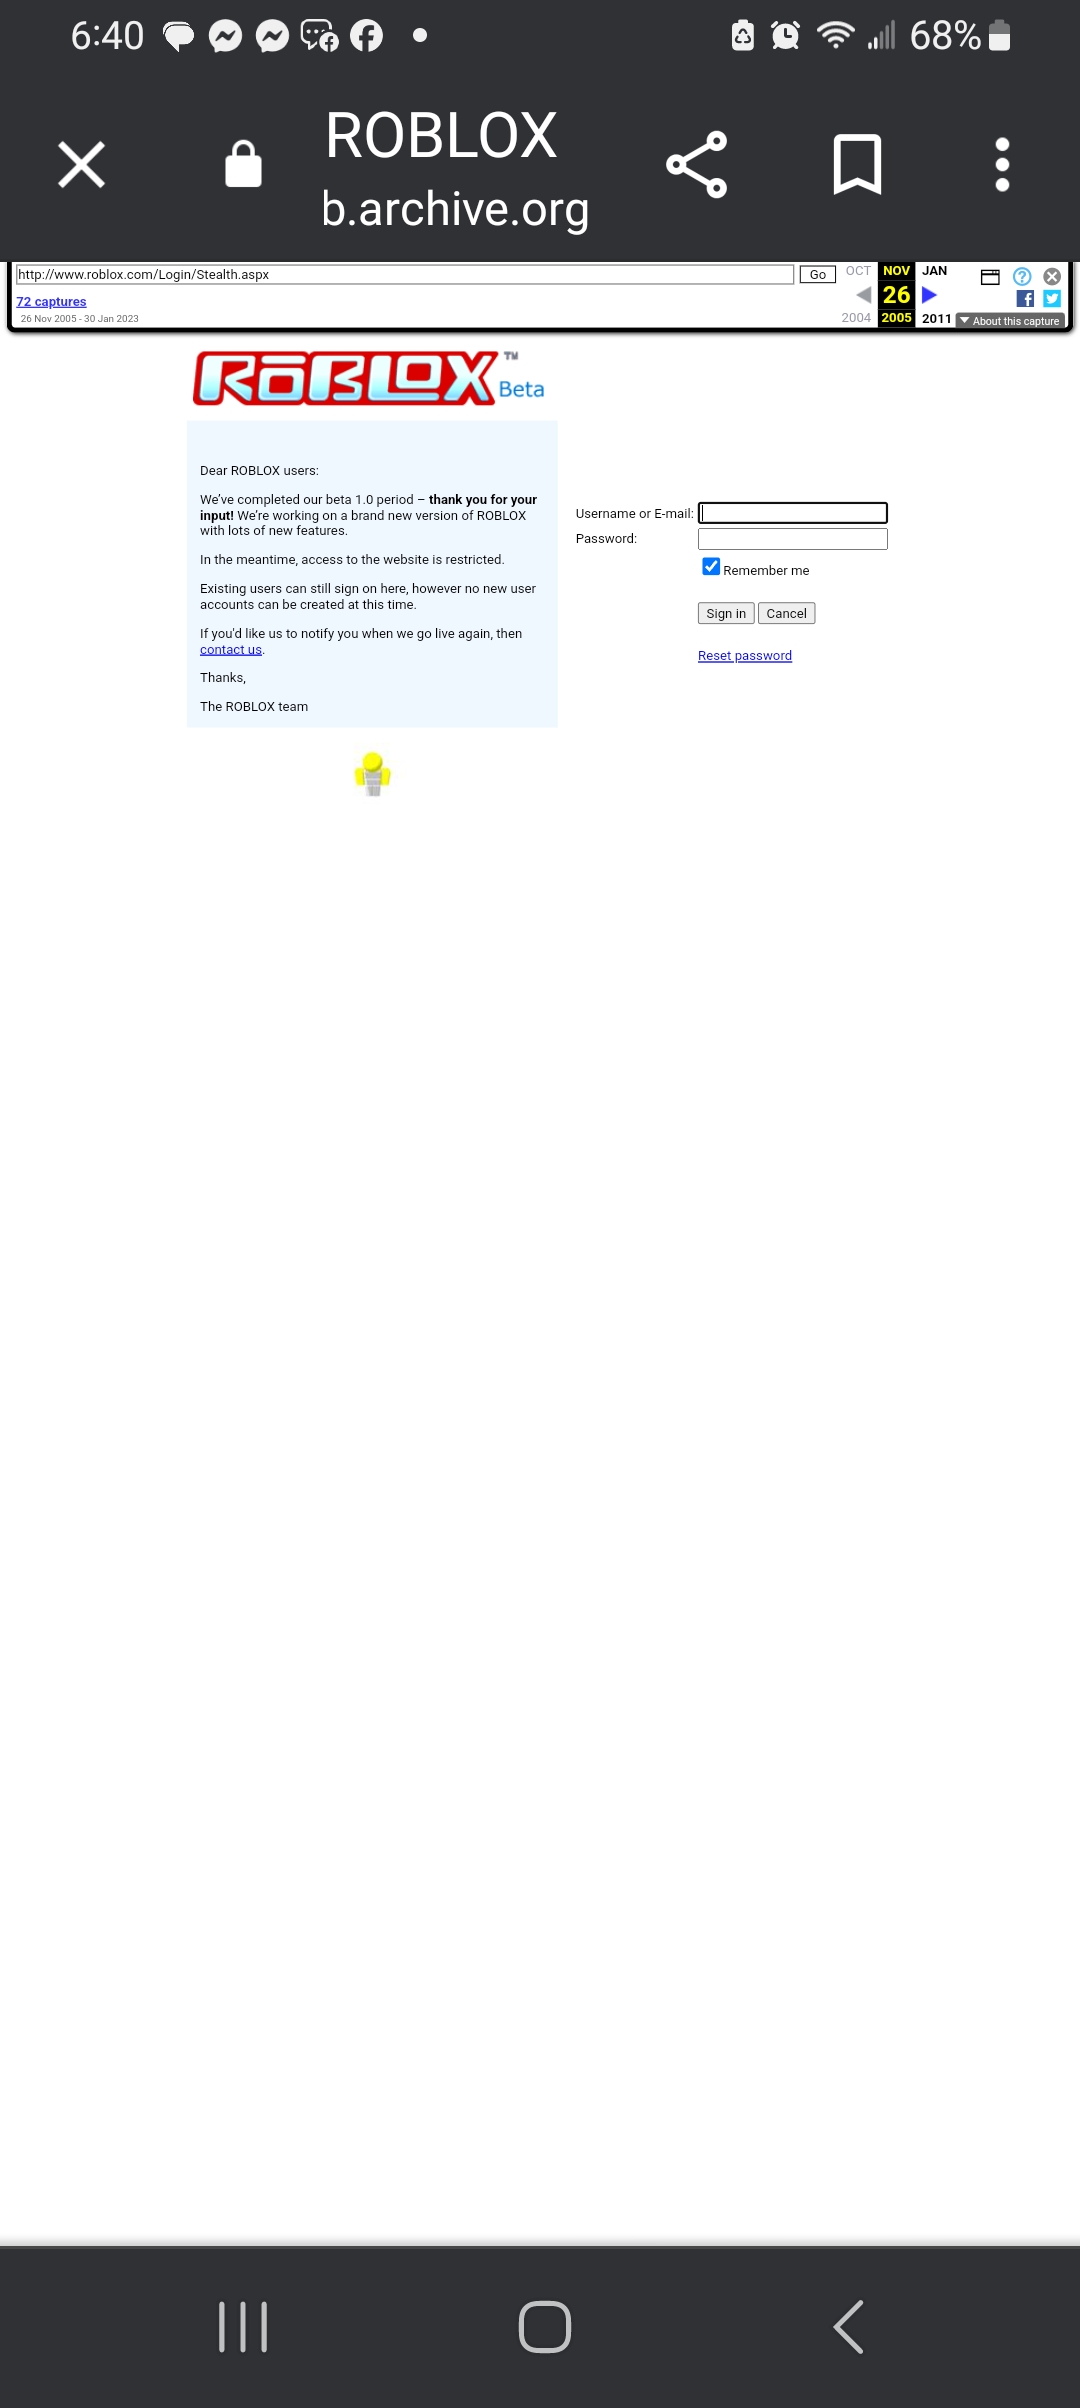 6:40
68%
ROBLOX
b.archive.org
http://www.roblox.com/Login/Stealth.aspx
Go
OCT NOV JAN
72 captures
26
26 Nov 2005 - 30 Jan 2023
2004 2005 2011
About this capture
RŌBLOX™
Beta
Dear ROBLOX users:
We've completed our beta 1.0 period – thank you for your
input! We're working on a brand new version of ROBLOX
with lots of new features.
In the meantime, access to the website is restricted.
Existing users can still sign on here, however no new user
accounts can be created at this time.
If you'd like us to notify you when we go live again, then
contact us.
Thanks,
The ROBLOX team
Username or E-mail:
Password:
Remember me
Sign in Cancel
Reset password